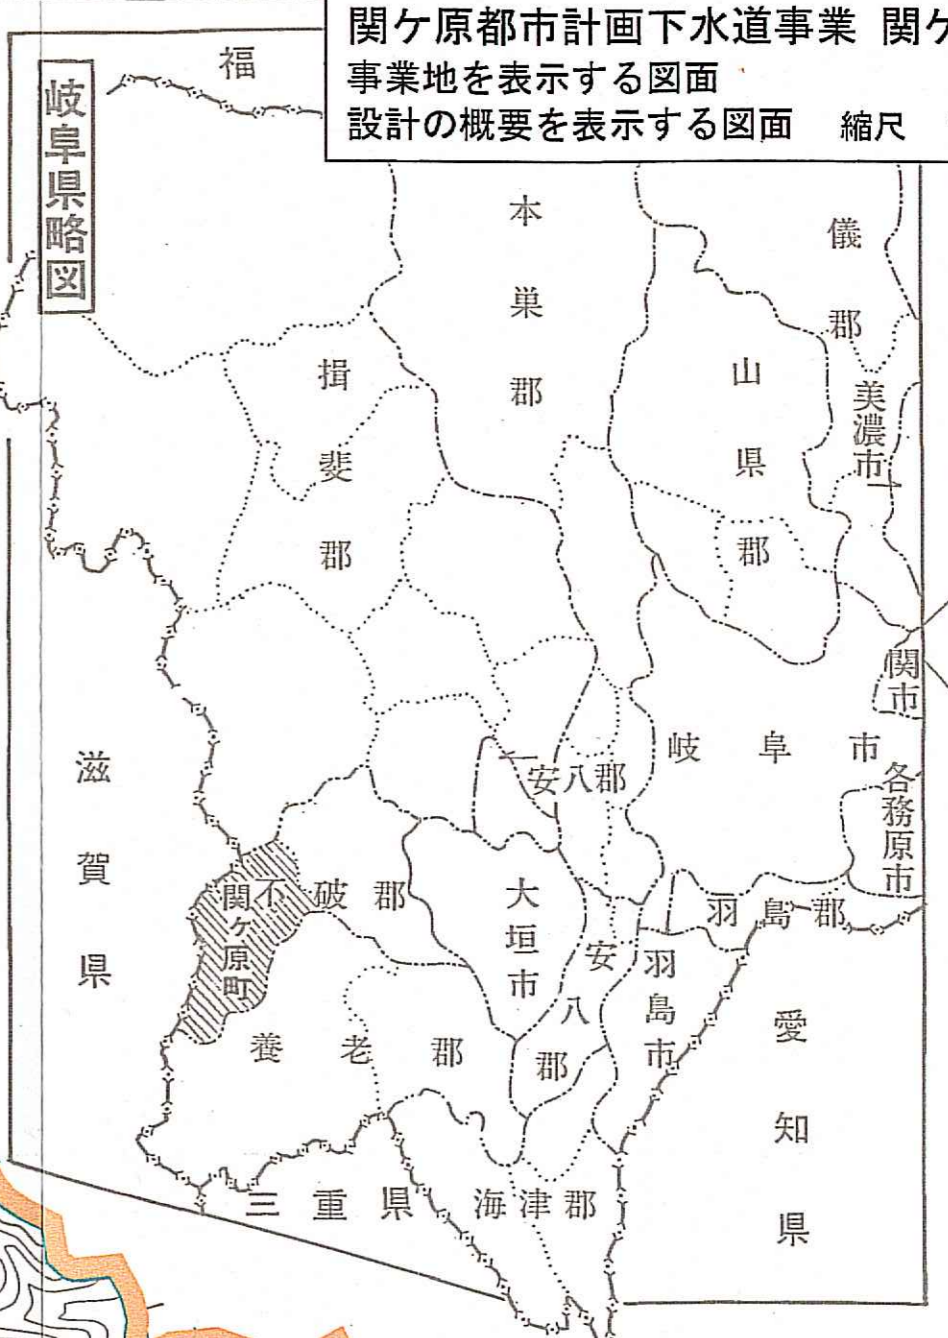 関ケ原都市計画下水道事業 関ケ
事業地を表示する図面
設計の概要を表示する図面 縮尺
岐阜県略図
福
本巣郡
儀郡
揖斐郡
山県郡
美濃市
関市
岐阜市
各務原市
安八郡
滋賀県
不破郡
関ケ原町
大垣市
安八郡
羽島郡
羽島市
養老郡
愛知県
三重県
海津郡